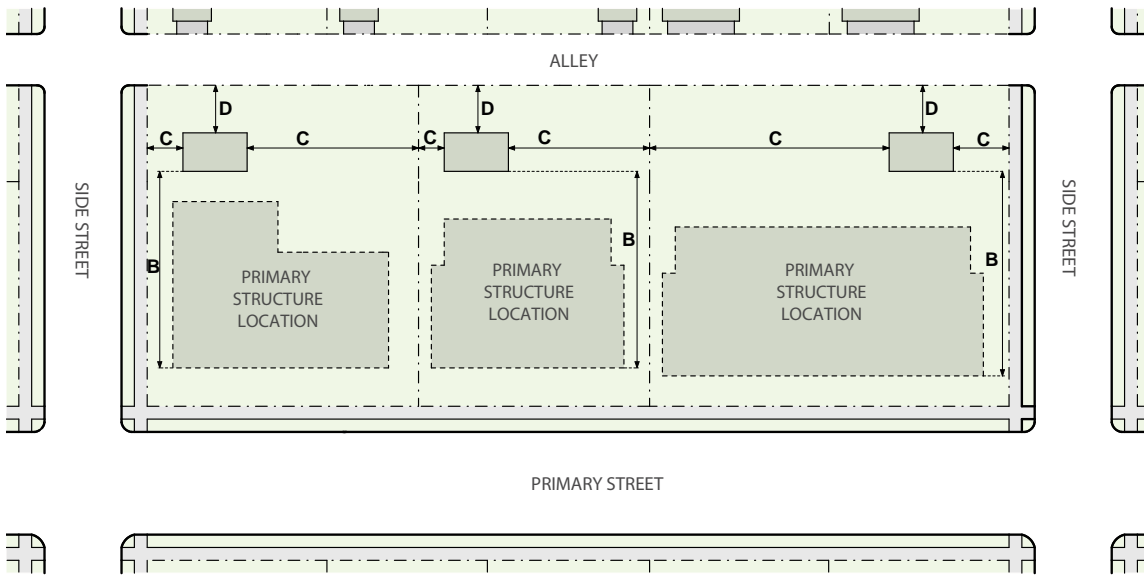 ALLEY
D
D
D
C
C
C
C
C
C
SIDE STREET
SIDE STREET
B
B
B
PRIMARY
STRUCTURE
LOCATION
PRIMARY
STRUCTURE
LOCATION
PRIMARY
STRUCTURE
LOCATION
PRIMARY STREET